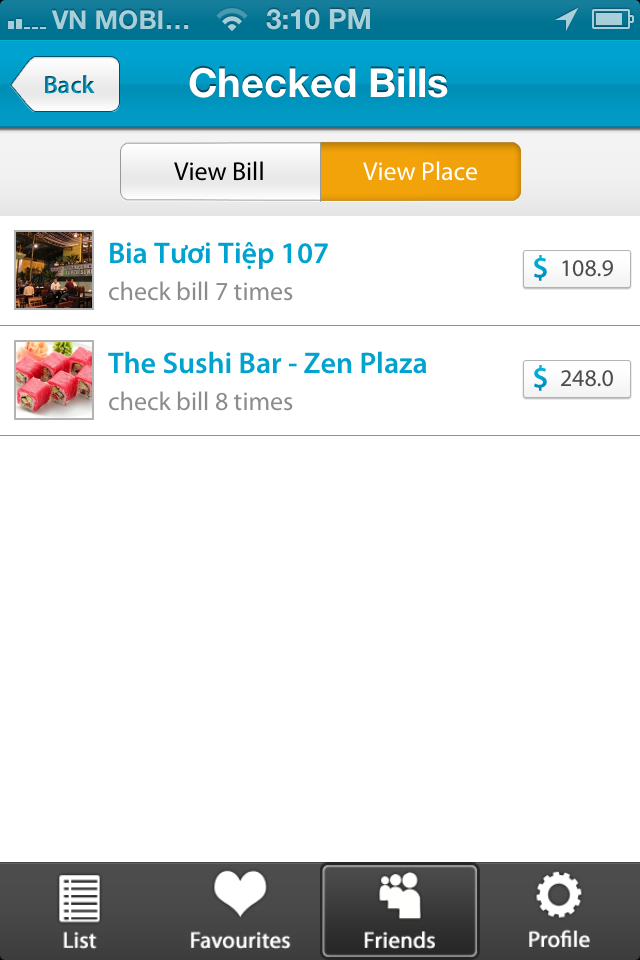 VN MOBI... 3:10 PM
Back
Checked Bills
View Bill
View Place
Bia Tươi Tiệp 107
check bill 7 times
$ 108.9
The Sushi Bar - Zen Plaza
check bill 8 times
$ 248.0
List
Favourites
Friends
Profile